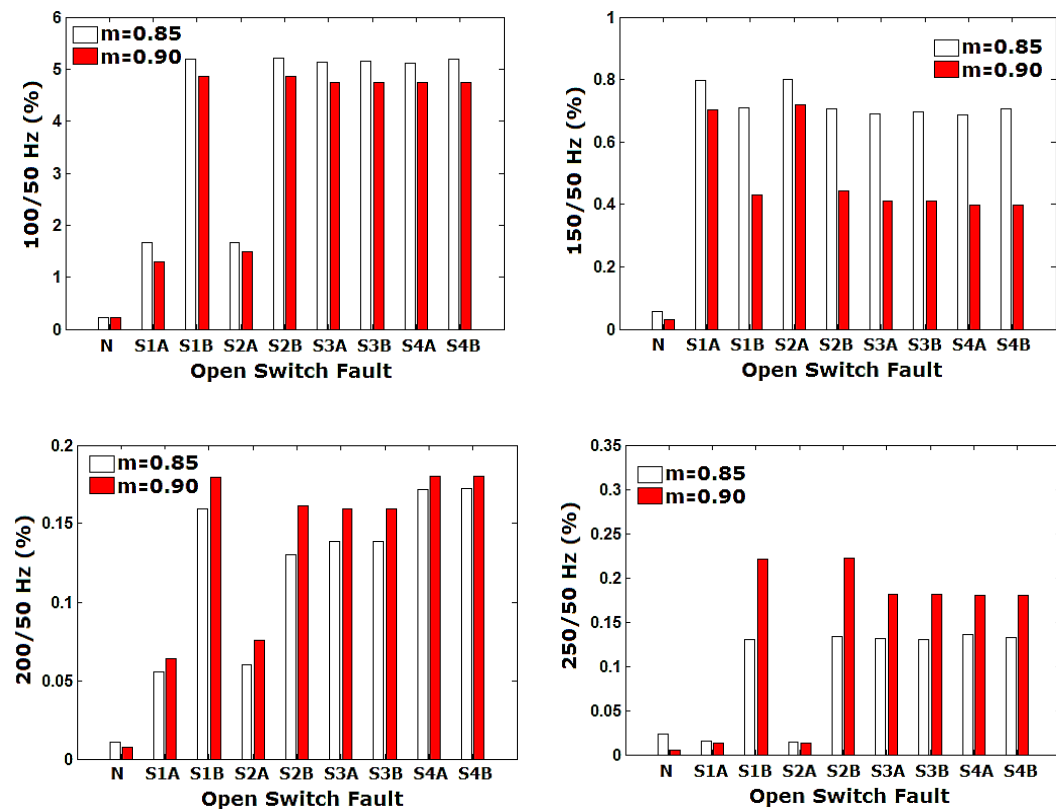 6
5
4
3
2
1
0
100/50 Hz (%)
m=0.85
m=0.90
N S1A S1B S2A S2B S3A S3B S4A S4B
Open Switch Fault
1
0.8
0.6
0.4
0.2
0
150/50 Hz (%)
m=0.85
m=0.90
N S1A S1B S2A S2B S3A S3B S4A S4B
Open Switch Fault
0.2
0.15
0.1
0.05
0
200/50 Hz (%)
m=0.85
m=0.90
N S1A S1B S2A S2B S3A S3B S4A S4B
Open Switch Fault
0.35
0.3
0.25
0.2
0.15
0.1
0.05
0
250/50 Hz (%)
m=0.85
m=0.90
N S1A S1B S2A S2B S3A S3B S4A S4B
Open Switch Fault